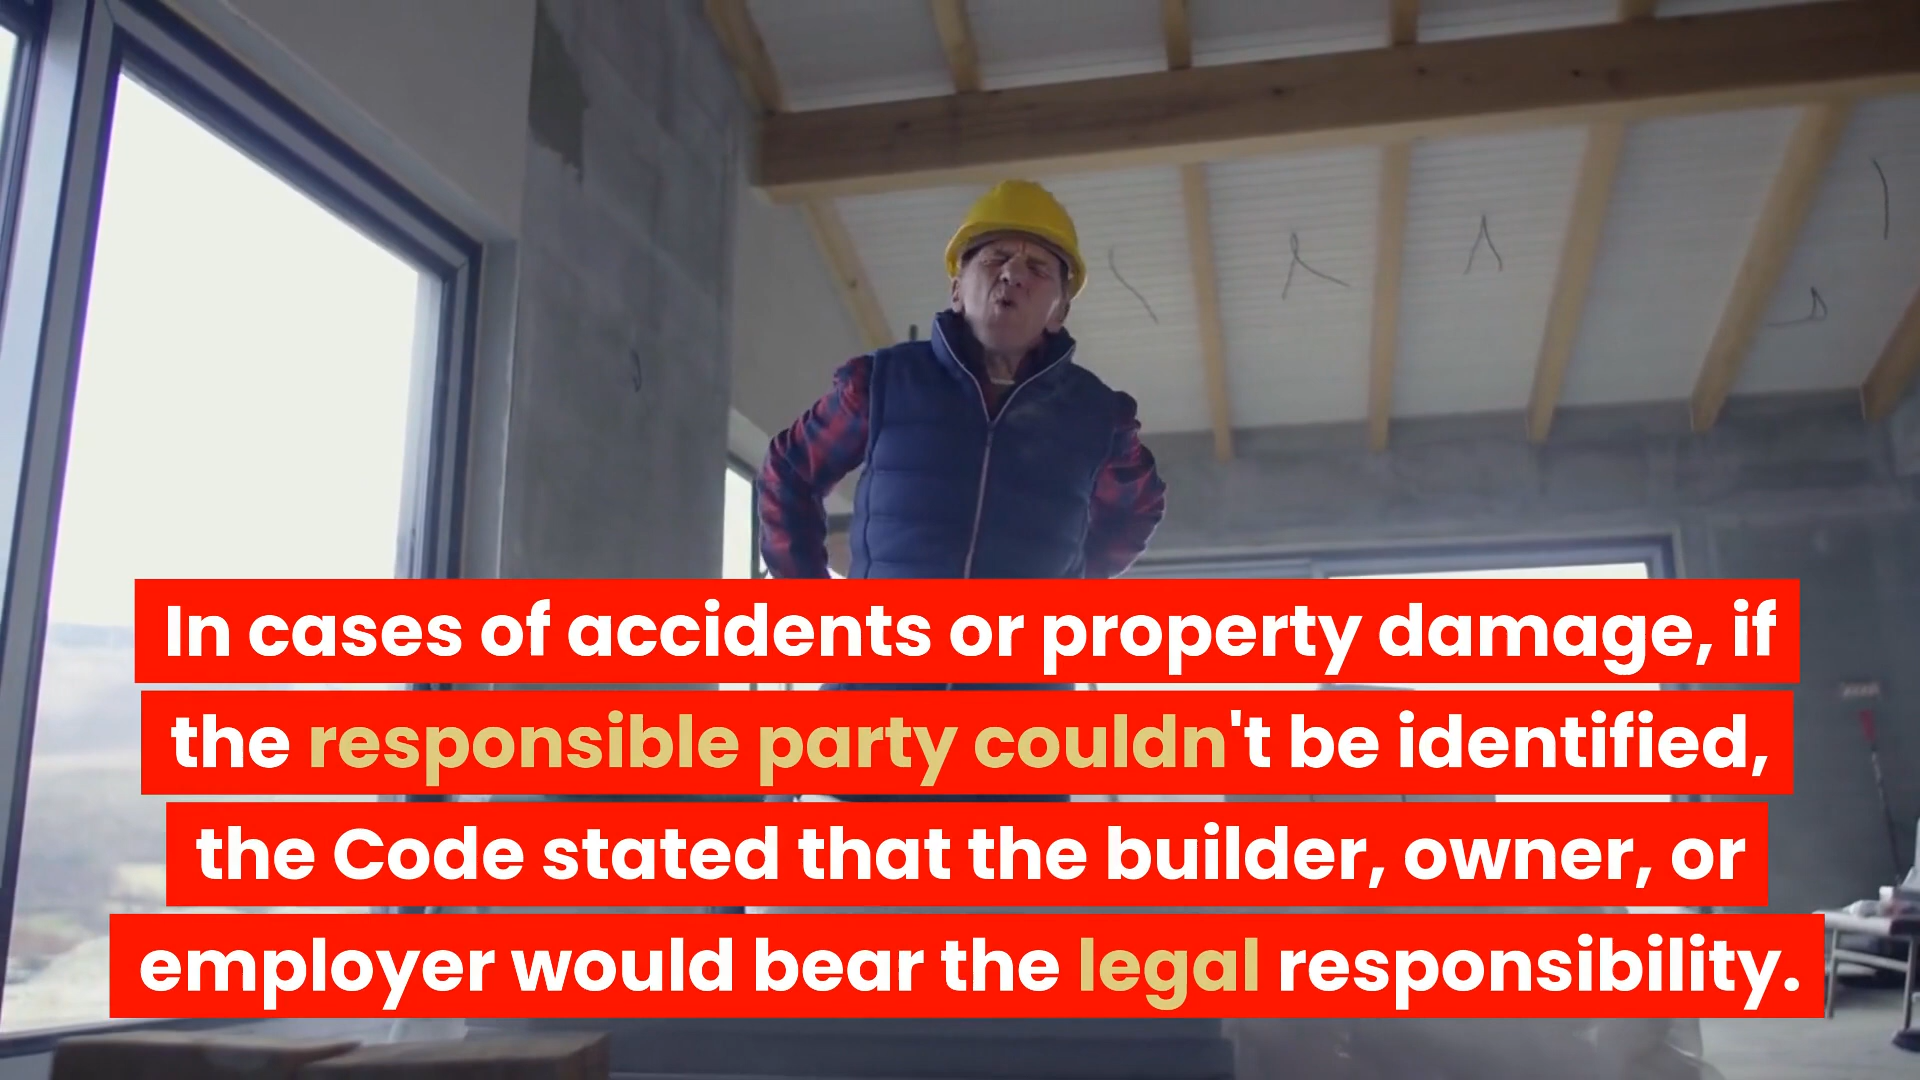 In cases of accidents or property damage, if
the responsible party couldn't be identified,
the Code stated that the builder, owner, or
employer would bear the legal responsibility.